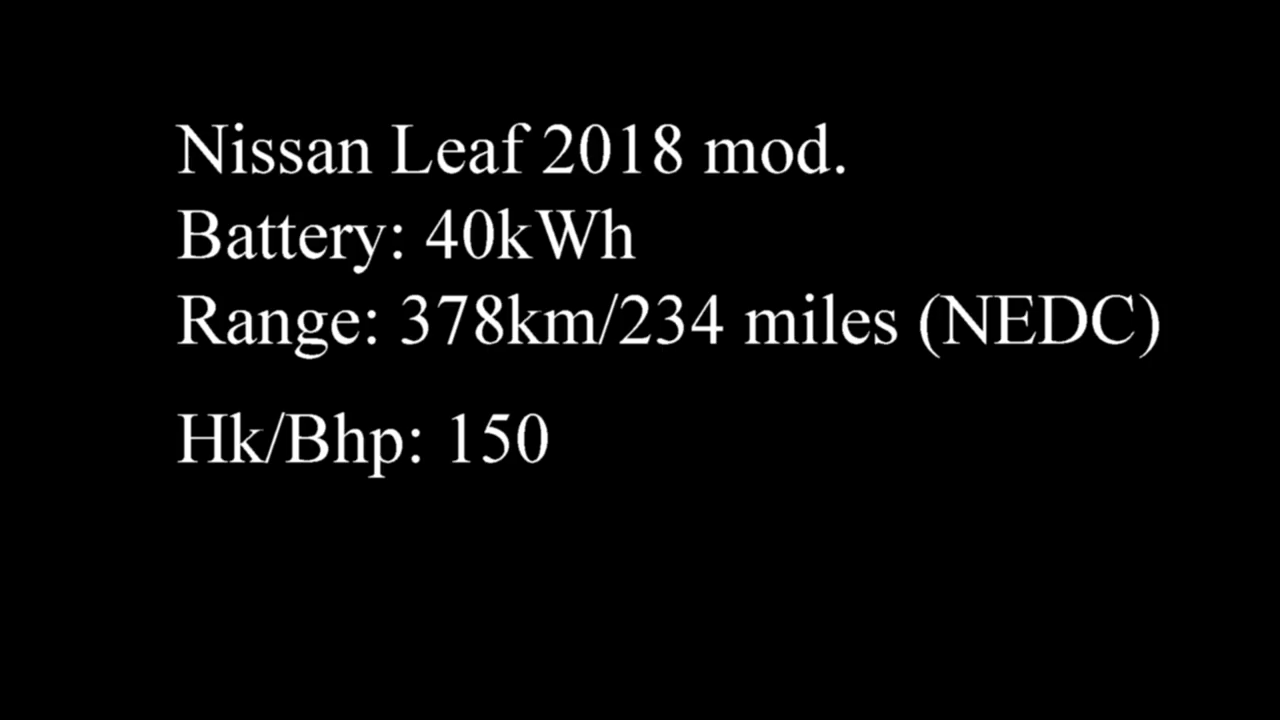 Nissan Leaf 2018 mod.
Battery: 40kWh
Range: 378km/234 miles (NEDC)
Hk/Bhp: 150